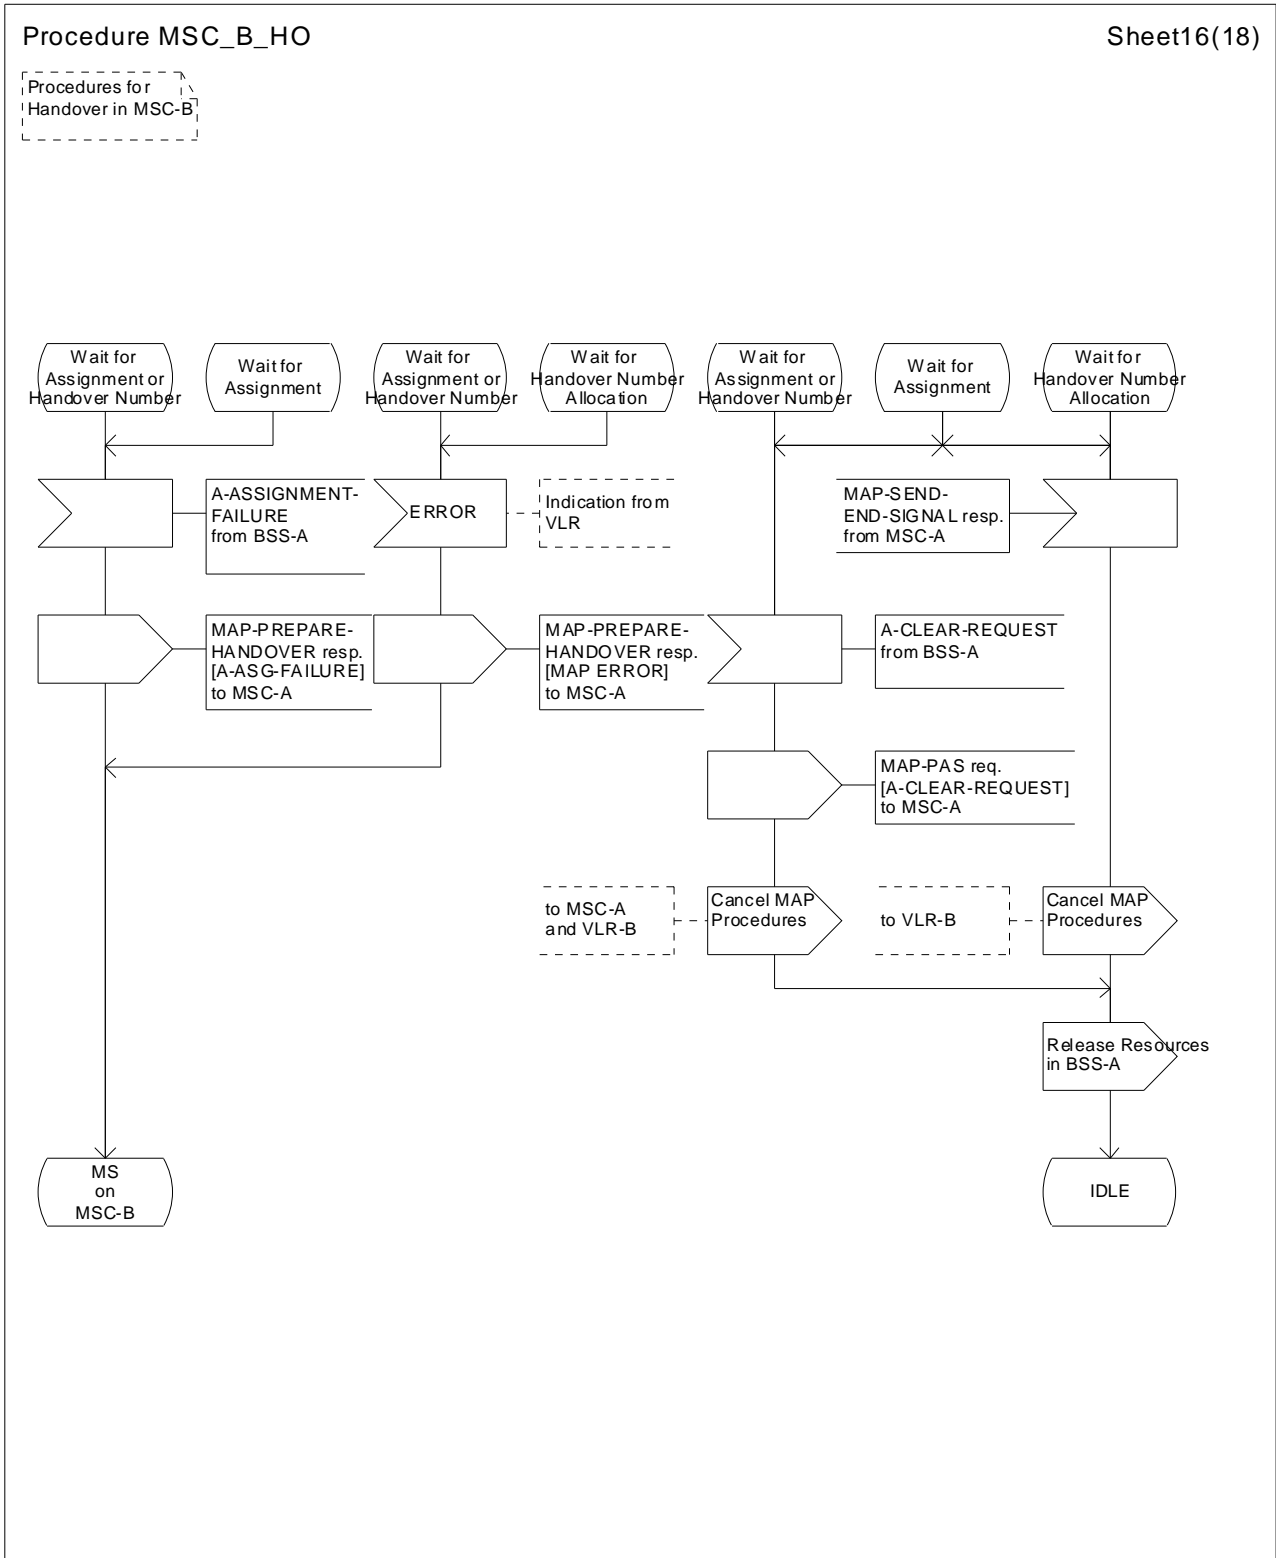 Procedure MSC_B_HO
Sheet16(18)
Procedures for
Handover in MSC-B
Wait for
Assignment or
Handover Number
Wait for
Assignment
Wait for
Assignment or
Handover Number
Wait for
Handover Number
Allocation
Wait for
Assignment or
Handover Number
Wait for
Assignment
Wait for
Handover Number
Allocation
A-ASSIGNMENT-
FAILURE
from BSS-A
ERROR
Indication from
VLR
MAP-SEND-
END-SIGNAL resp.
from MSC-A
MAP-PREPARE-
HANDOVER resp.
[A-ASG-FAILURE]
to MSC-A
MAP-PREPARE-
HANDOVER resp.
[MAP ERROR]
to MSC-A
A-CLEAR-REQUEST
from BSS-A
MAP-PAS req.
[A-CLEAR-REQUEST]
to MSC-A
to MSC-A
and VLR-B
Cancel MAP
Procedures
to VLR-B
Cancel MAP
Procedures
Release Resources
in BSS-A
MS
on
MSC-B
IDLE